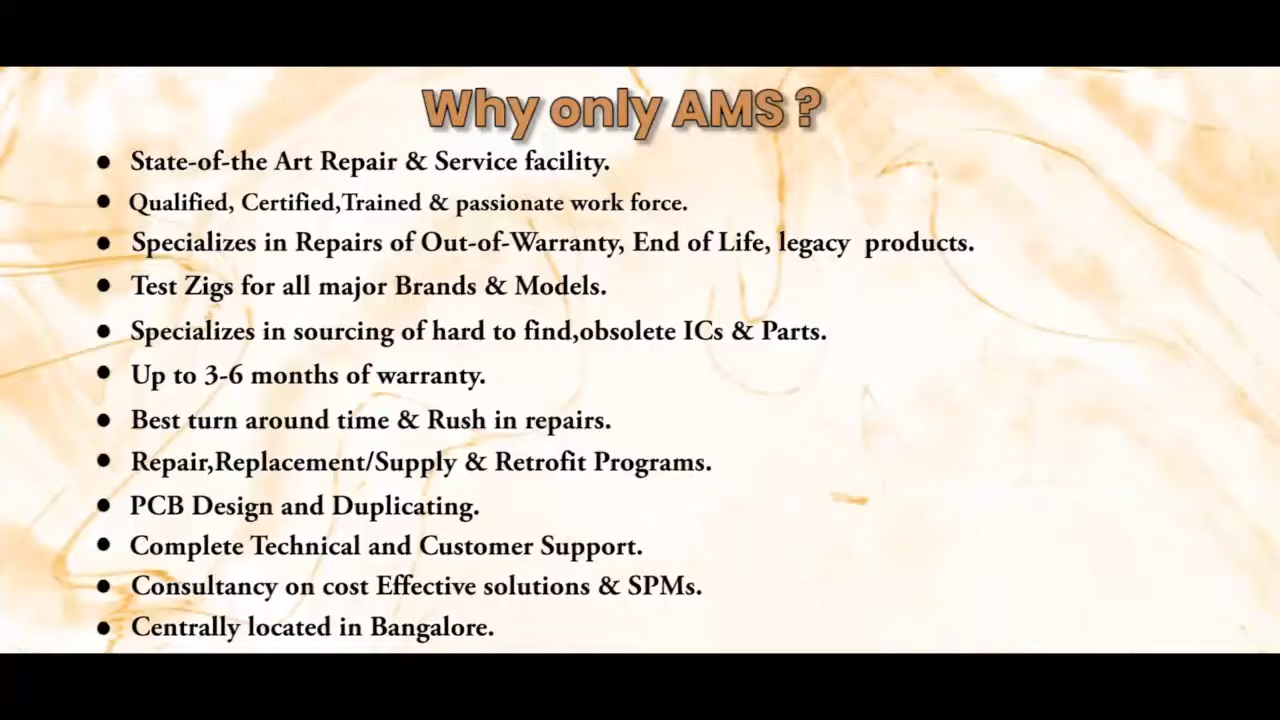 Why only AMS ?
● State-of-the Art Repair & Service facility.
● Qualified, Certified,Trained & passionate work force.
● Specializes in Repairs of Out-of-Warranty, End of Life, legacy  products.
● Test Zigs for all major Brands & Models.
● Specializes in sourcing of hard to find,obsolete ICs & Parts.
● Up to 3-6 months of warranty.
● Best turn around time & Rush in repairs.
● Repair,Replacement/Supply & Retrofit Programs.
● PCB Design and Duplicating.
● Complete Technical and Customer Support.
● Consultancy on cost Effective solutions & SPMs.
● Centrally located in Bangalore.